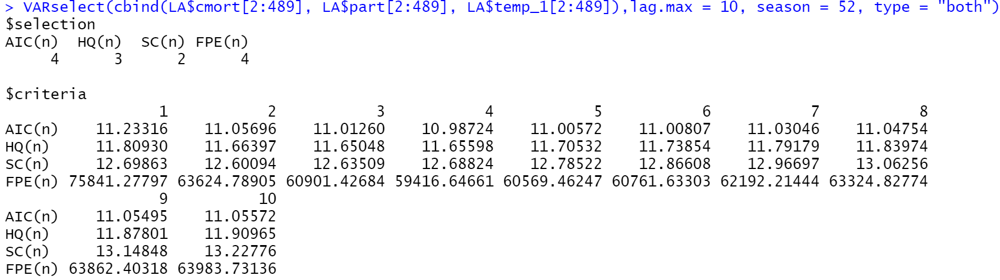 > VARselect(cbind(LA$cmort[2:489], LA$part[2:489], LA$temp_1[2:489]),lag.max = 10, season = 52, type = "both")
$selection
AIC(n)  HQ(n)  SC(n) FPE(n)
     4      3      2      4

$criteria
                 1           2           3           4           5           6           7           8
AIC(n)    11.23316    11.05696    11.01260    10.98724    11.00572    11.00807    11.03046    11.04754
HQ(n)     11.80930    11.66397    11.65048    11.65598    11.70532    11.73854    11.79179    11.83974
SC(n)     12.69863    12.60094    12.63509    12.68824    12.78522    12.86608    12.96697    13.06256
FPE(n) 75841.27797 63624.78905 60901.42684 59416.64661 60569.46247 60761.63303 62192.21444 63324.82774
                 9          10
AIC(n)    11.05495    11.05572
HQ(n)     11.87801    11.90965
SC(n)     13.14848    13.22776
FPE(n) 63862.40318 63983.73136